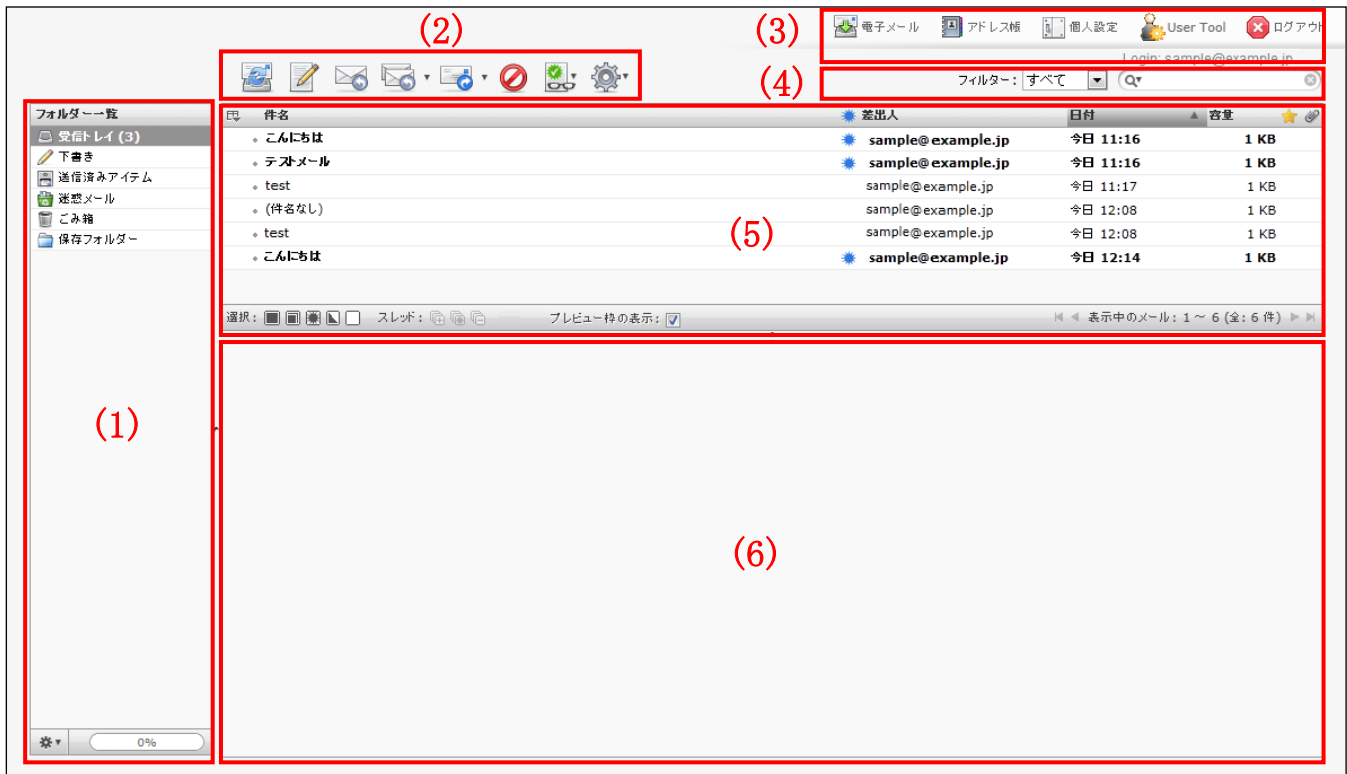 (2)
(3)
電子メール アドレス帳 個人設定 User Tool ログアウト
Login: sample@example.jp
(4)
フィルター: すべて
フォルダー一覧
受信トレイ (3)
下書き
送信済みアイテム
迷惑メール
ごみ箱
保存フォルダー
(1)
0%
件名 差出人 日付 容量
こんにちは sample@example.jp 今日 11:16 1 KB
テストメール sample@example.jp 今日 11:16 1 KB
test sample@example.jp 今日 11:17 1 KB
(件名なし) sample@example.jp 今日 12:08 1 KB
test sample@example.jp 今日 12:08 1 KB
こんにちは sample@example.jp 今日 12:14 1 KB
(5)
選択: スレッド: プレビュー枠の表示: 表示中のメール: 1 ~ 6 (全: 6 件)
(6)